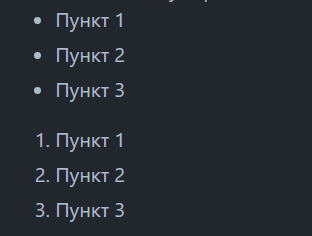 • Пункт 1
• Пункт 2
• Пункт 3
1. Пункт 1
2. Пункт 2
3. Пункт 3